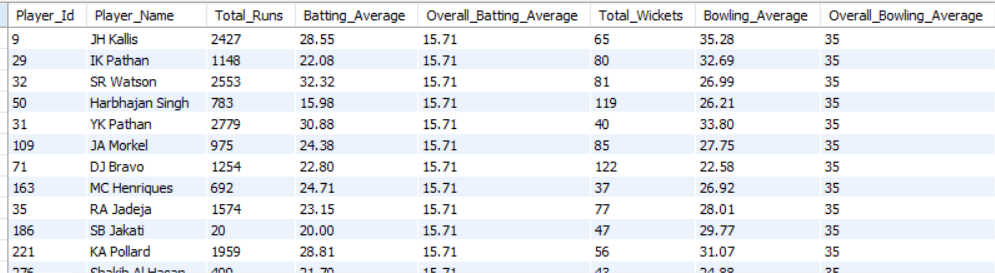 Player_Id Player_Name Total_Runs Batting_Average Overall_Batting_Average Total_Wickets Bowling_Average Overall_Bowling_Average
9 JH Kallis 2427 28.55 15.71 65 35.28 35
29 IK Pathan 1148 22.08 15.71 80 32.69 35
32 SR Watson 2553 32.32 15.71 81 26.99 35
50 Harbhajan Singh 783 15.98 15.71 119 26.21 35
31 YK Pathan 2779 30.88 15.71 40 33.80 35
109 JA Morkel 975 24.38 15.71 85 27.75 35
71 DJ Bravo 1254 22.80 15.71 122 22.58 35
163 MC Henriques 692 24.71 15.71 37 26.92 35
35 RA Jadeja 1574 23.15 15.71 77 28.01 35
186 SB Jakati 20 20.00 15.71 47 29.77 35
221 KA Pollard 1959 28.81 15.71 56 31.07 35
276 Shakib Al Hasan 21.70 15.71 43 24.88 35